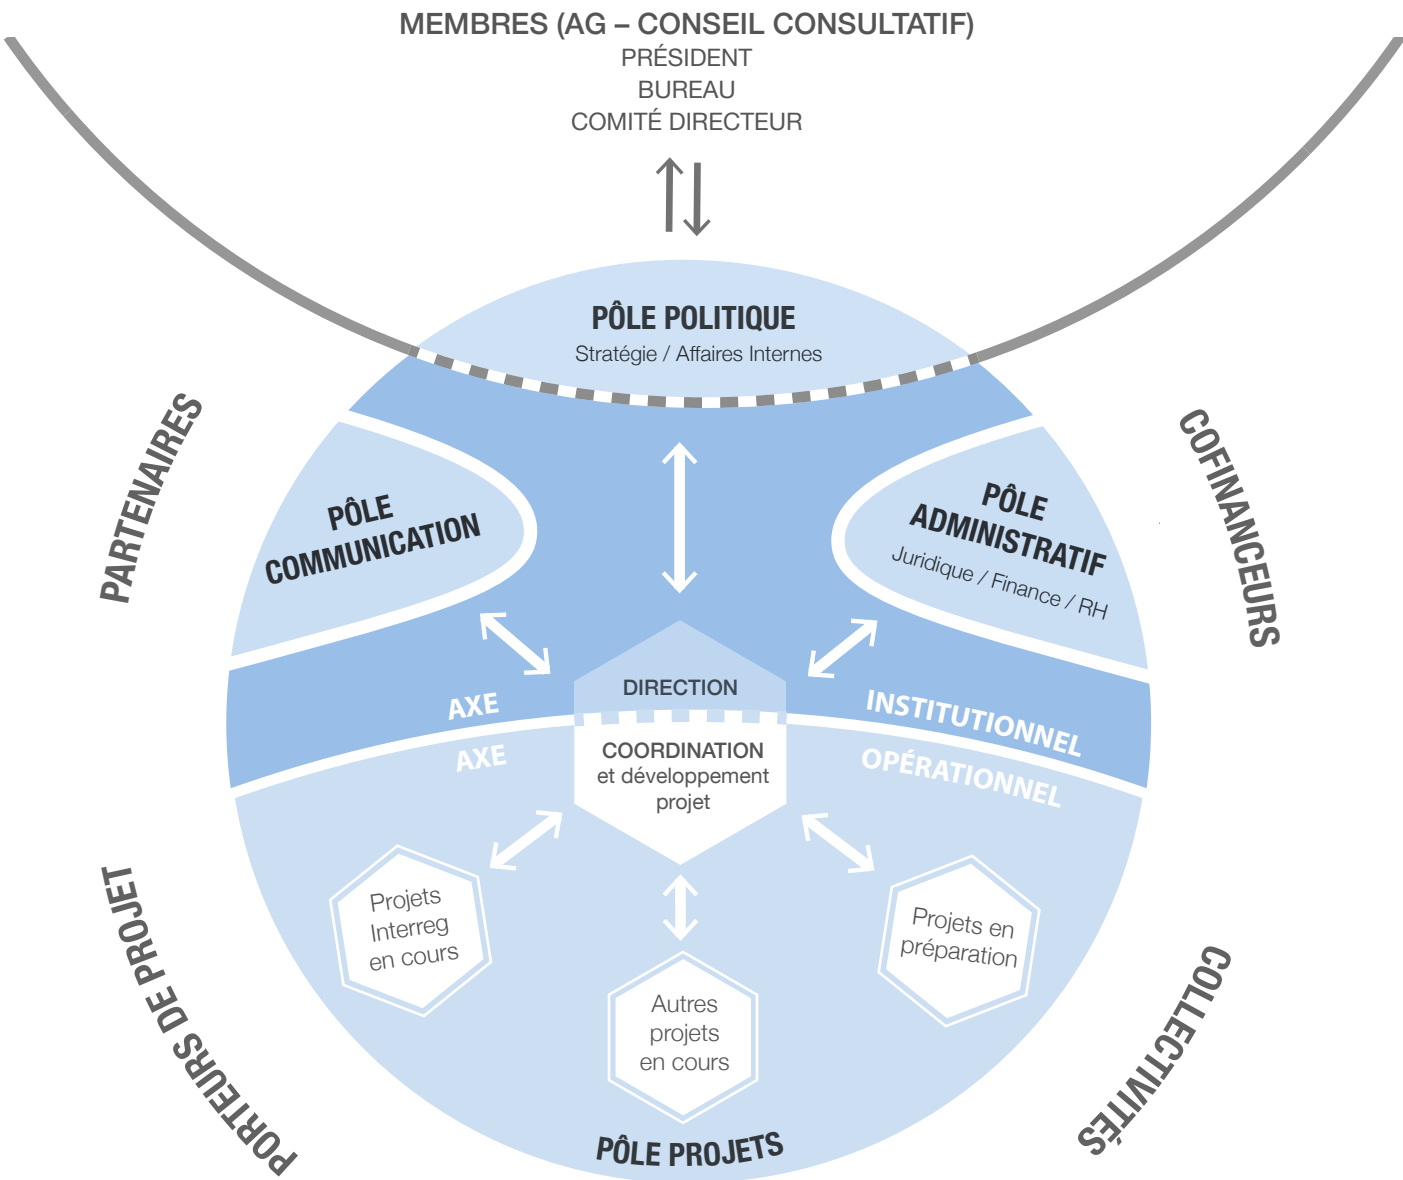 MEMBRES (AG – CONSEIL CONSULTATIF)
PRÉSIDENT
BUREAU
COMITÉ DIRECTEUR
PÔLE POLITIQUE
Stratégie / Affaires Internes
PARTENAIRES
COFINANCEURS
PÔLE
COMMUNICATION
PÔLE
ADMINISTRATIF
Juridique / Finance / RH
DIRECTION
AXE INSTITUTIONNEL
AXE OPÉRATIONNEL
COORDINATION
et développement
projet
Projets
Interreg
en cours
Autres
projets
en cours
Projets en
préparation
PORTEURS DE PROJET
COLLECTIVITÉS
PÔLE PROJETS